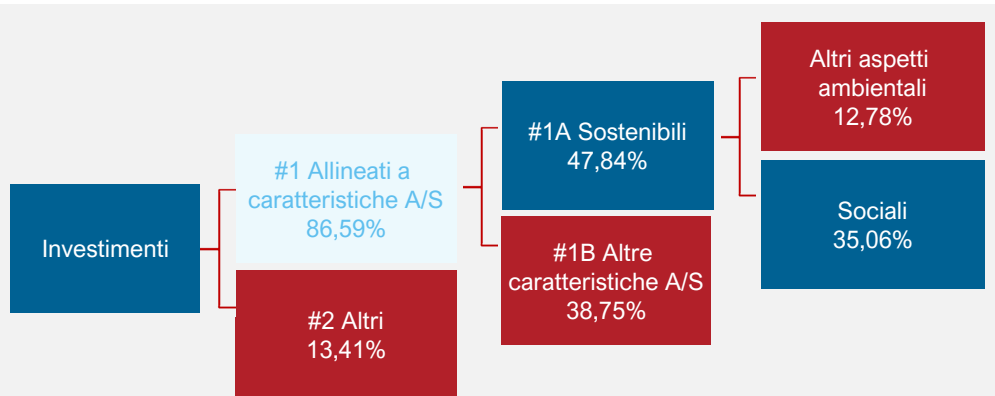 Investimenti
#1 Allineati a
caratteristiche A/S
86,59%
#2 Altri
13,41%
#1A Sostenibili
47,84%
#1B Altre
caratteristiche A/S
38,75%
Altri aspetti
ambientali
12,78%
Sociali
35,06%